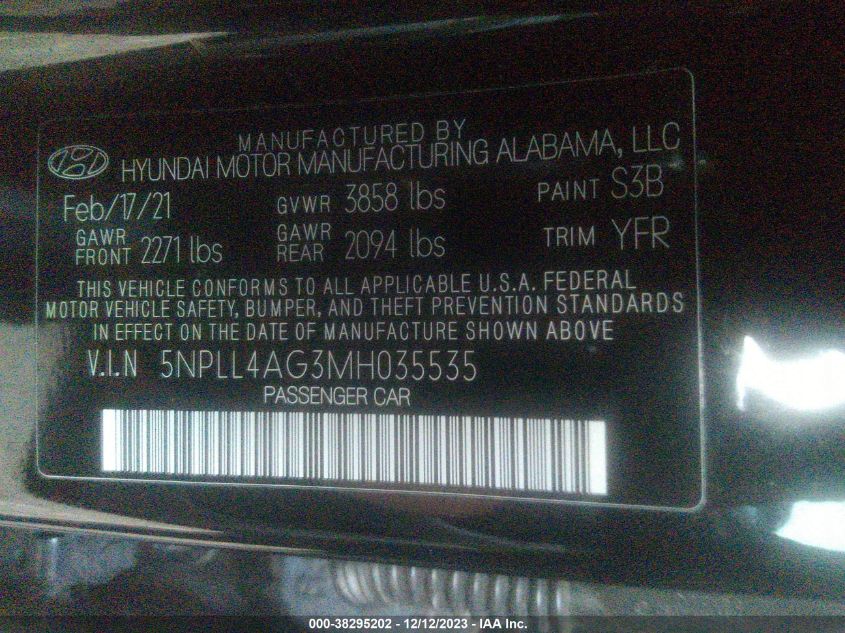 MANUFACTURED BY
HYUNDAI MOTOR MANUFACTURING ALABAMA, LLC
Feb/17/21 GVWR 3858 lbs PAINT S3B
GAWR FRONT 2271 lbs GAWR REAR 2094 lbs TRIM YFR
THIS VEHICLE CONFORMS TO ALL APPLICABLE U.S.A. FEDERAL
MOTOR VEHICLE SAFETY, BUMPER, AND THEFT PREVENTION STANDARDS
IN EFFECT ON THE DATE OF MANUFACTURE SHOWN ABOVE
V.I.N 5NPLL4AG3MH035535
PASSENGER CAR
000-38295202 - 12/12/2023 - IAA Inc.